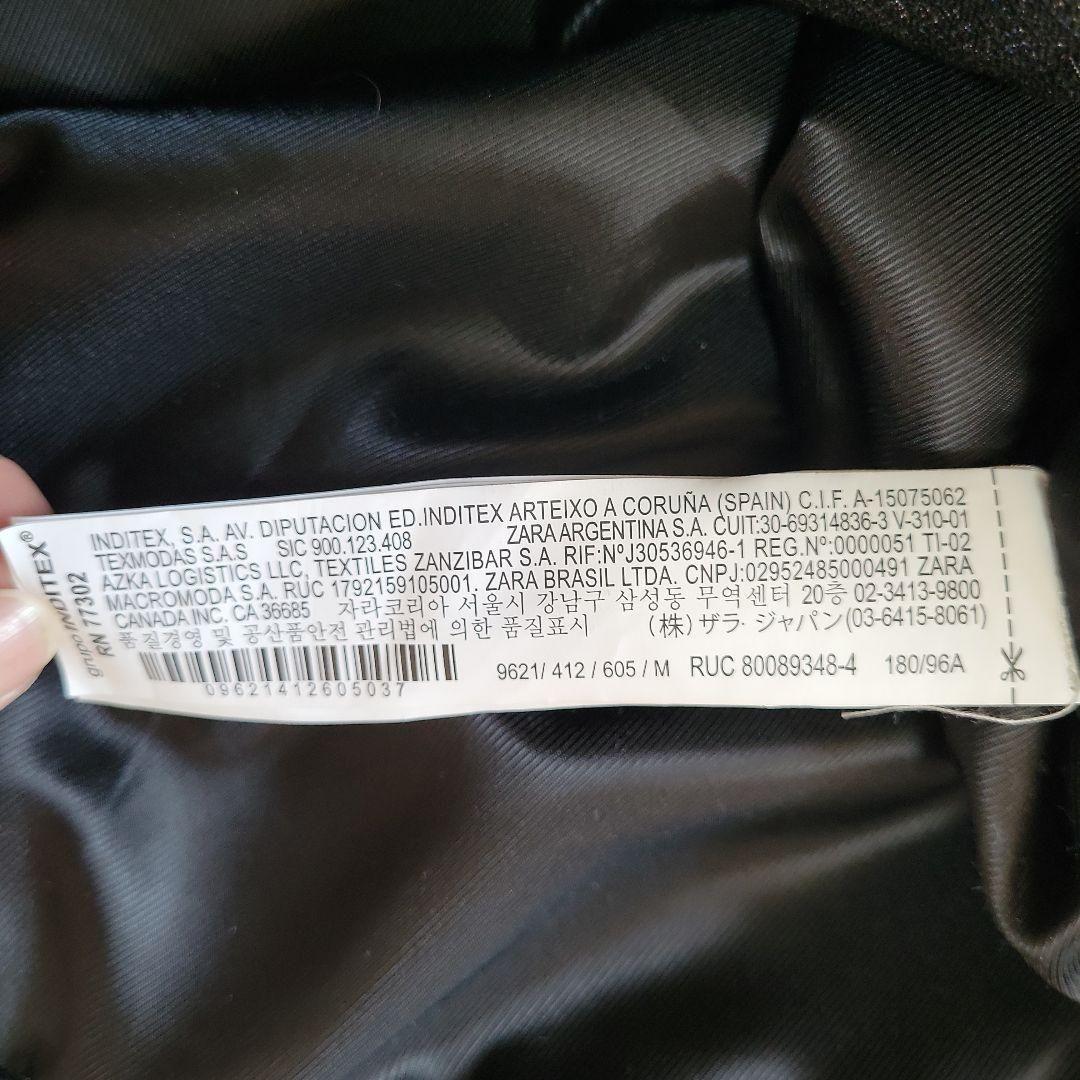 grupo INDITEX®
RN 77302
INDITEX, S.A. AV. DIPUTACION ED.INDITEX ARTEIXO A CORUÑA (SPAIN) C.I.F. A-15075062
TEXMODAS S.A.S SIC 900.123.408 ZARA ARGENTINA S.A. CUIT:30-69314836-3 V-310-01
AZKA LOGISTICS LLC, TEXTILES ZANZIBAR S.A. RIF:NºJ30536946-1 REG.Nº:0000051 TI-02
MACROMODA S.A. RUC 1792159105001, ZARA BRASIL LTDA. CNPJ:02952485000491 ZARA
CANADA INC. CA 36685 자라코리아 서울시 강남구 삼성동 무역센터 20층 02-3413-9800
품질경영 및 공산품안전 관리법에 의한 품질표시 (株)ザラ・ジャパン(03-6415-8061)
09621412605037
9621/ 412 / 605 / M RUC 80089348-4 180/96A